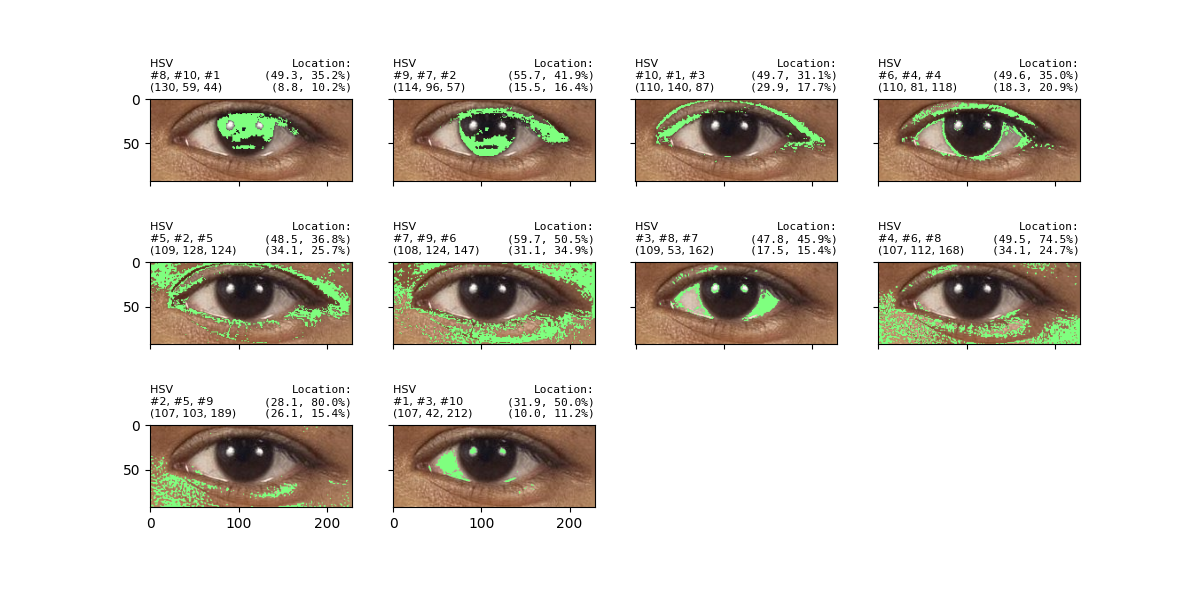 HSV Location:
#8, #10, #1 (49.3, 35.2%)
(130, 59, 44) (8.8, 10.2%)
HSV Location:
#9, #7, #2 (55.7, 41.9%)
(114, 96, 57) (15.5, 16.4%)
HSV Location:
#10, #1, #3 (49.7, 31.1%)
(110, 140, 87) (29.9, 17.7%)
HSV Location:
#6, #4, #4 (49.6, 35.0%)
(110, 81, 118) (18.3, 20.9%)
0
50
HSV Location:
#5, #2, #5 (48.5, 36.8%)
(109, 128, 124) (34.1, 25.7%)
HSV Location:
#7, #9, #6 (59.7, 50.5%)
(108, 124, 147) (31.1, 34.9%)
HSV Location:
#3, #8, #7 (47.8, 45.9%)
(109, 53, 162) (17.5, 15.4%)
HSV Location:
#4, #6, #8 (49.5, 74.5%)
(107, 112, 168) (34.1, 24.7%)
0
50
HSV Location:
#2, #5, #9 (28.1, 80.0%)
(107, 103, 189) (26.1, 15.4%)
HSV Location:
#1, #3, #10 (31.9, 50.0%)
(107, 42, 212) (10.0, 11.2%)
0
50
0 100 200
0 100 200